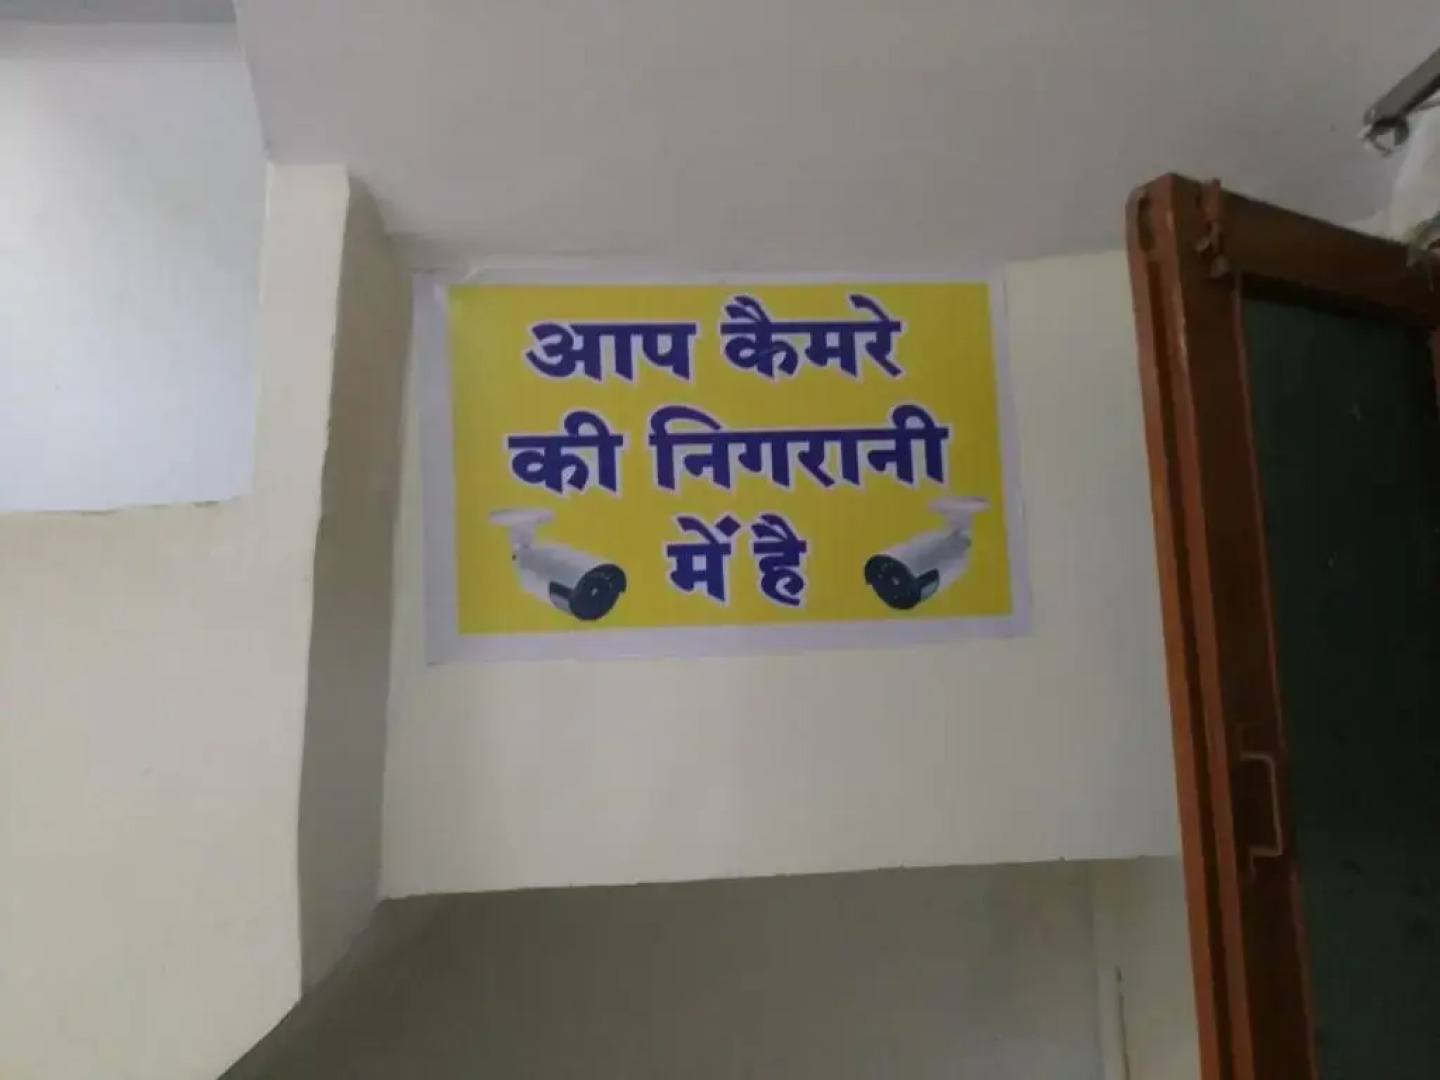 आप कैमरे
की निगरानी
में है